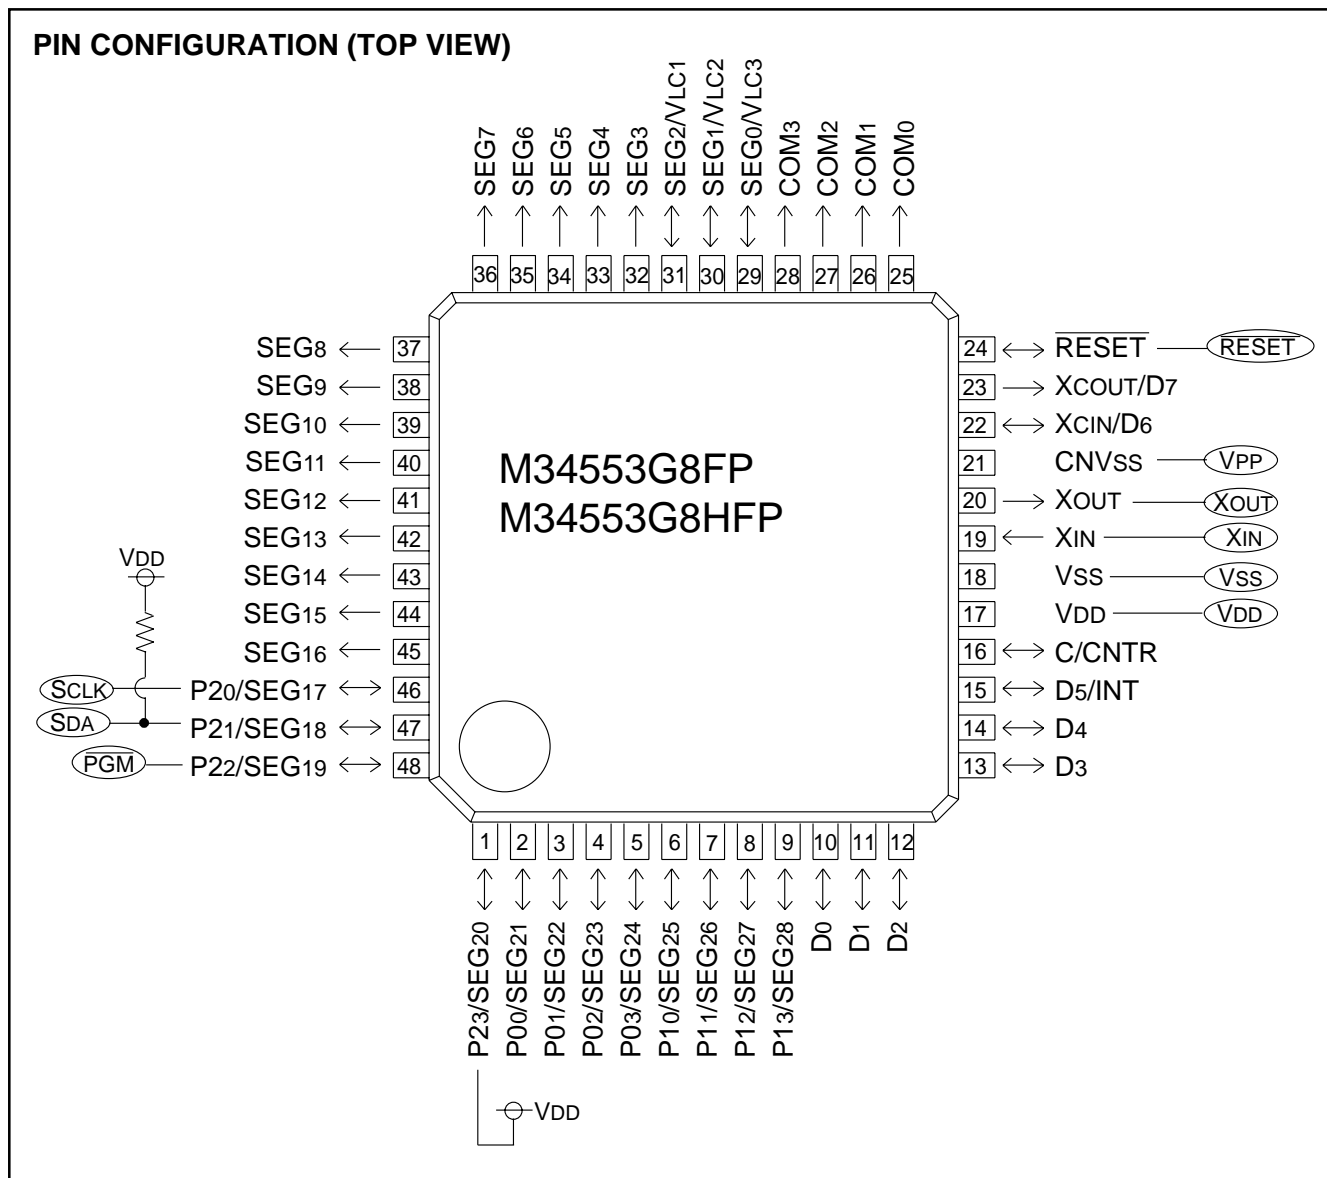 PIN CONFIGURATION (TOP VIEW)
SEG7
SEG6
SEG5
SEG4
SEG3
SEG2/VLC1
SEG1/VLC2
SEG0/VLC3
COM3
COM2
COM1
COM0
36 35 34 33 32 31 30 29 28 27 26 25
SEG8 37
SEG9 38
SEG10 39
SEG11 40
SEG12 41
SEG13 42
SEG14 43
SEG15 44
SEG16 45
SCLK P20/SEG17 46
SDA P21/SEG18 47
PGM P22/SEG19 48
VDD
M34553G8FP
M34553G8HFP
24 RESET RESET
23 XCOUT/D7
22 XCIN/D6
21 CNVSS VPP
20 XOUT XOUT
19 XIN XIN
18 VSS VSS
17 VDD VDD
16 C/CNTR
15 D5/INT
14 D4
13 D3
1 2 3 4 5 6 7 8 9 10 11 12
P23/SEG20
P00/SEG21
P01/SEG22
P02/SEG23
P03/SEG24
P10/SEG25
P11/SEG26
P12/SEG27
P13/SEG28
D0
D1
D2
VDD